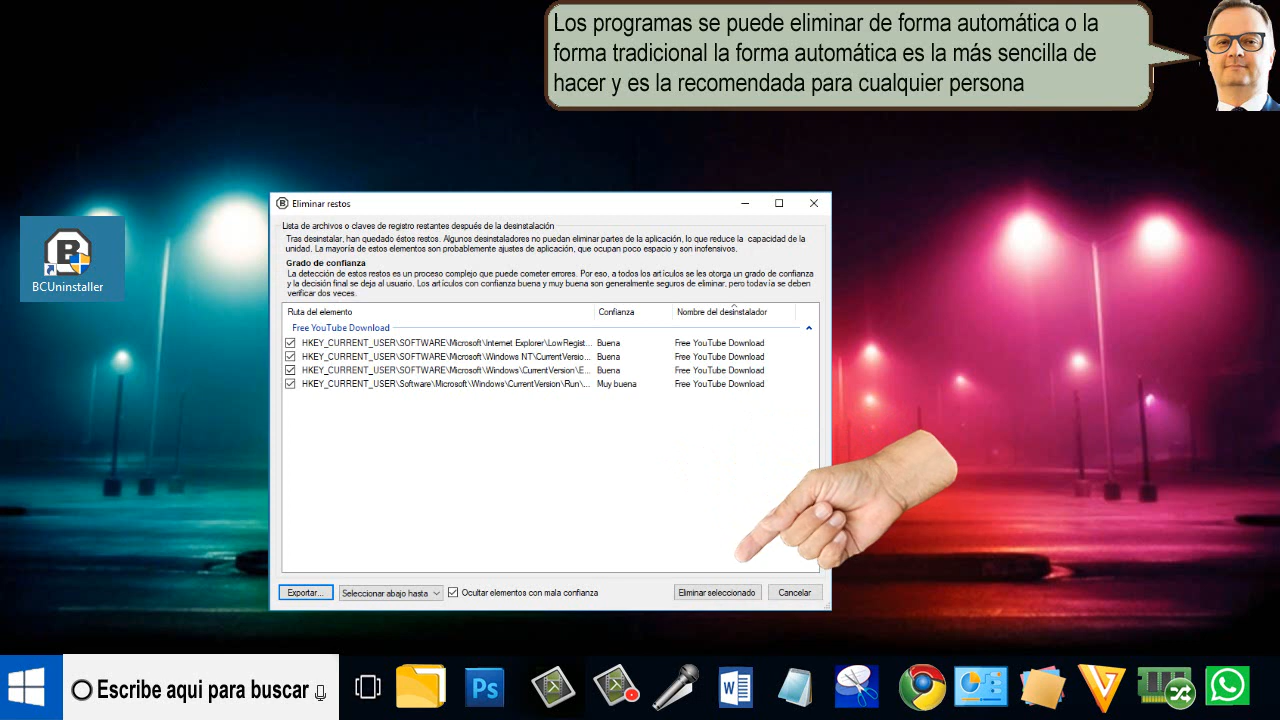 Los programas se puede eliminar de forma automática o la
forma tradicional la forma automática es la más sencilla de
hacer y es la recomendada para cualquier persona
BCUninstaller
Eliminar restos
Lista de archivos o claves de registro restantes después de la desinstalación
Tras desinstalar, han quedado éstos restos. Algunos desinstaladores no puedan eliminar partes de la aplicación, lo que reduce la capacidad de la
unidad. La mayoría de estos elementos son probablemente ajustes de aplicación, que ocupan poco espacio y son inofensivos.
Grado de confianza
La detección de estos restos es un proceso complejo que puede cometer errores. Por eso, a todos los artículos se les otorga un grado de confianza
y la decisión final se deja al usuario. Los artículos con confianza buena y muy buena son generalmente seguros de eliminar, pero todavía se deben
verificar dos veces.
Ruta del elemento Confianza Nombre del desinstalador
Free YouTube Download
HKEY_CURRENT_USER\SOFTWARE\Microsoft\Internet Explorer\LowRegist... Buena Free YouTube Download
HKEY_CURRENT_USER\SOFTWARE\Microsoft\Windows NT\CurrentVersio... Buena Free YouTube Download
HKEY_CURRENT_USER\SOFTWARE\Microsoft\Windows\CurrentVersion\E... Buena Free YouTube Download
HKEY_CURRENT_USER\Software\Microsoft\Windows\CurrentVersion\Run\... Muy buena Free YouTube Download
Exportar... Seleccionar abajo hasta Ocultar elementos con mala confianza Eliminar seleccionado Cancelar
Escribe aqui para buscar
Ps
W